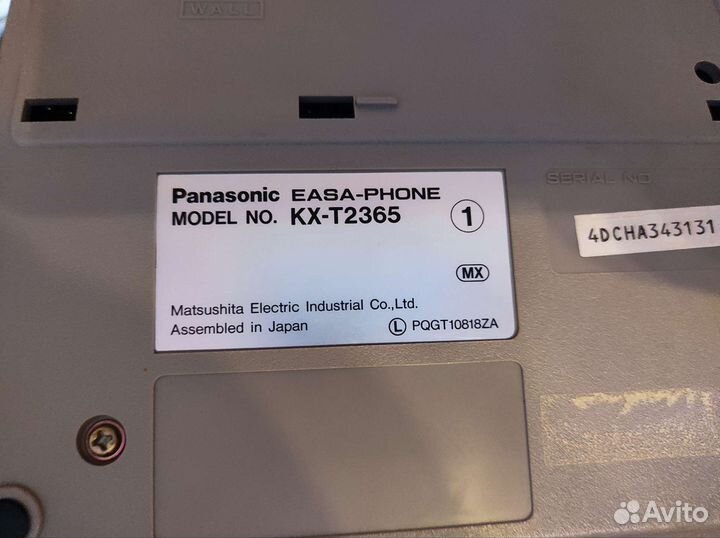 WALL
Panasonic EASA-PHONE
MODEL NO. KX-T2365
1
MX
Matsushita Electric Industrial Co.,Ltd.
Assembled in Japan
L PQGT10818ZA
SERIAL NO.
4DCHA343131
Avito